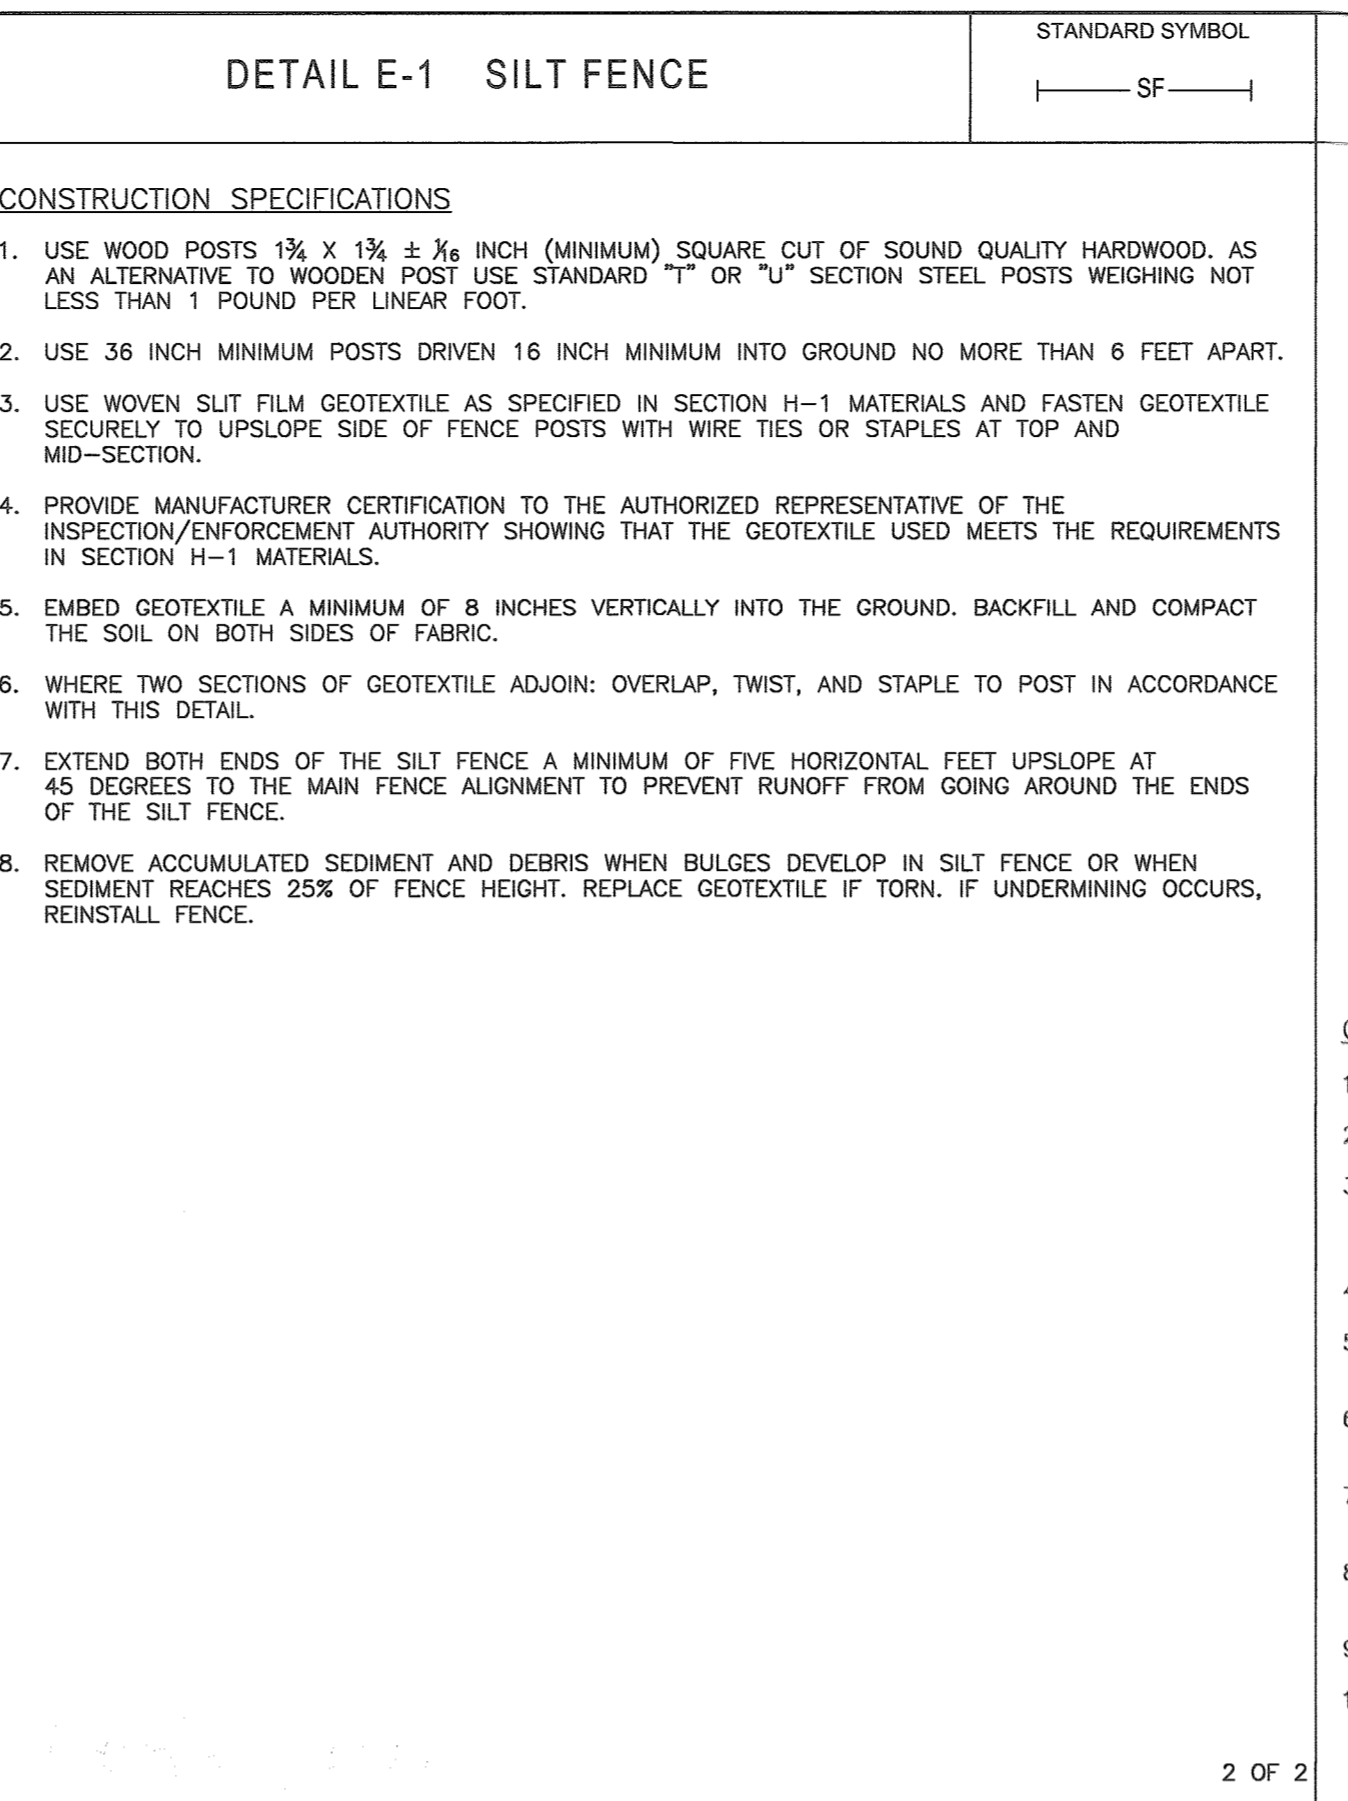 DETAIL E-1 SILT FENCE
STANDARD SYMBOL
SF
CONSTRUCTION SPECIFICATIONS
1. USE WOOD POSTS 1¾ X 1¾ ± 1/16 INCH (MINIMUM) SQUARE CUT OF SOUND QUALITY HARDWOOD. AS
AN ALTERNATIVE TO WOODEN POST USE STANDARD "T" OR "U" SECTION STEEL POSTS WEIGHING NOT
LESS THAN 1 POUND PER LINEAR FOOT.
2. USE 36 INCH MINIMUM POSTS DRIVEN 16 INCH MINIMUM INTO GROUND NO MORE THAN 6 FEET APART.
3. USE WOVEN SLIT FILM GEOTEXTILE AS SPECIFIED IN SECTION H-1 MATERIALS AND FASTEN GEOTEXTILE
SECURELY TO UPSLOPE SIDE OF FENCE POSTS WITH WIRE TIES OR STAPLES AT TOP AND
MID-SECTION.
4. PROVIDE MANUFACTURER CERTIFICATION TO THE AUTHORIZED REPRESENTATIVE OF THE
INSPECTION/ENFORCEMENT AUTHORITY SHOWING THAT THE GEOTEXTILE USED MEETS THE REQUIREMENTS
IN SECTION H-1 MATERIALS.
5. EMBED GEOTEXTILE A MINIMUM OF 8 INCHES VERTICALLY INTO THE GROUND. BACKFILL AND COMPACT
THE SOIL ON BOTH SIDES OF FABRIC.
6. WHERE TWO SECTIONS OF GEOTEXTILE ADJOIN: OVERLAP, TWIST, AND STAPLE TO POST IN ACCORDANCE
WITH THIS DETAIL.
7. EXTEND BOTH ENDS OF THE SILT FENCE A MINIMUM OF FIVE HORIZONTAL FEET UPSLOPE AT
45 DEGREES TO THE MAIN FENCE ALIGNMENT TO PREVENT RUNOFF FROM GOING AROUND THE ENDS
OF THE SILT FENCE.
8. REMOVE ACCUMULATED SEDIMENT AND DEBRIS WHEN BULGES DEVELOP IN SILT FENCE OR WHEN
SEDIMENT REACHES 25% OF FENCE HEIGHT. REPLACE GEOTEXTILE IF TORN. IF UNDERMINING OCCURS,
REINSTALL FENCE.
2 OF 2